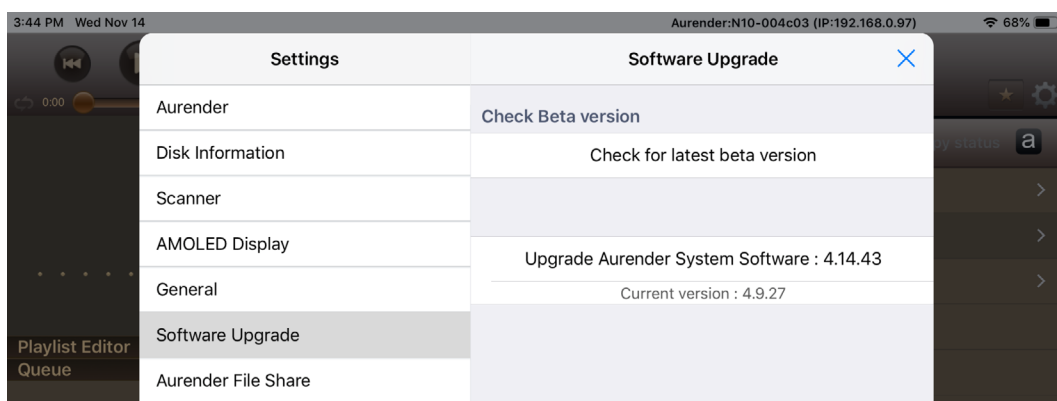 3:44 PM Wed Nov 14
Aurender:N10-004c03 (IP:192.168.0.97)
68%
Settings
Software Upgrade
0:00
Aurender
Check Beta version
Disk Information
Check for latest beta version
by status
a
Scanner
AMOLED Display
Upgrade Aurender System Software : 4.14.43
General
Current version : 4.9.27
Software Upgrade
Playlist Editor
Queue
Aurender File Share